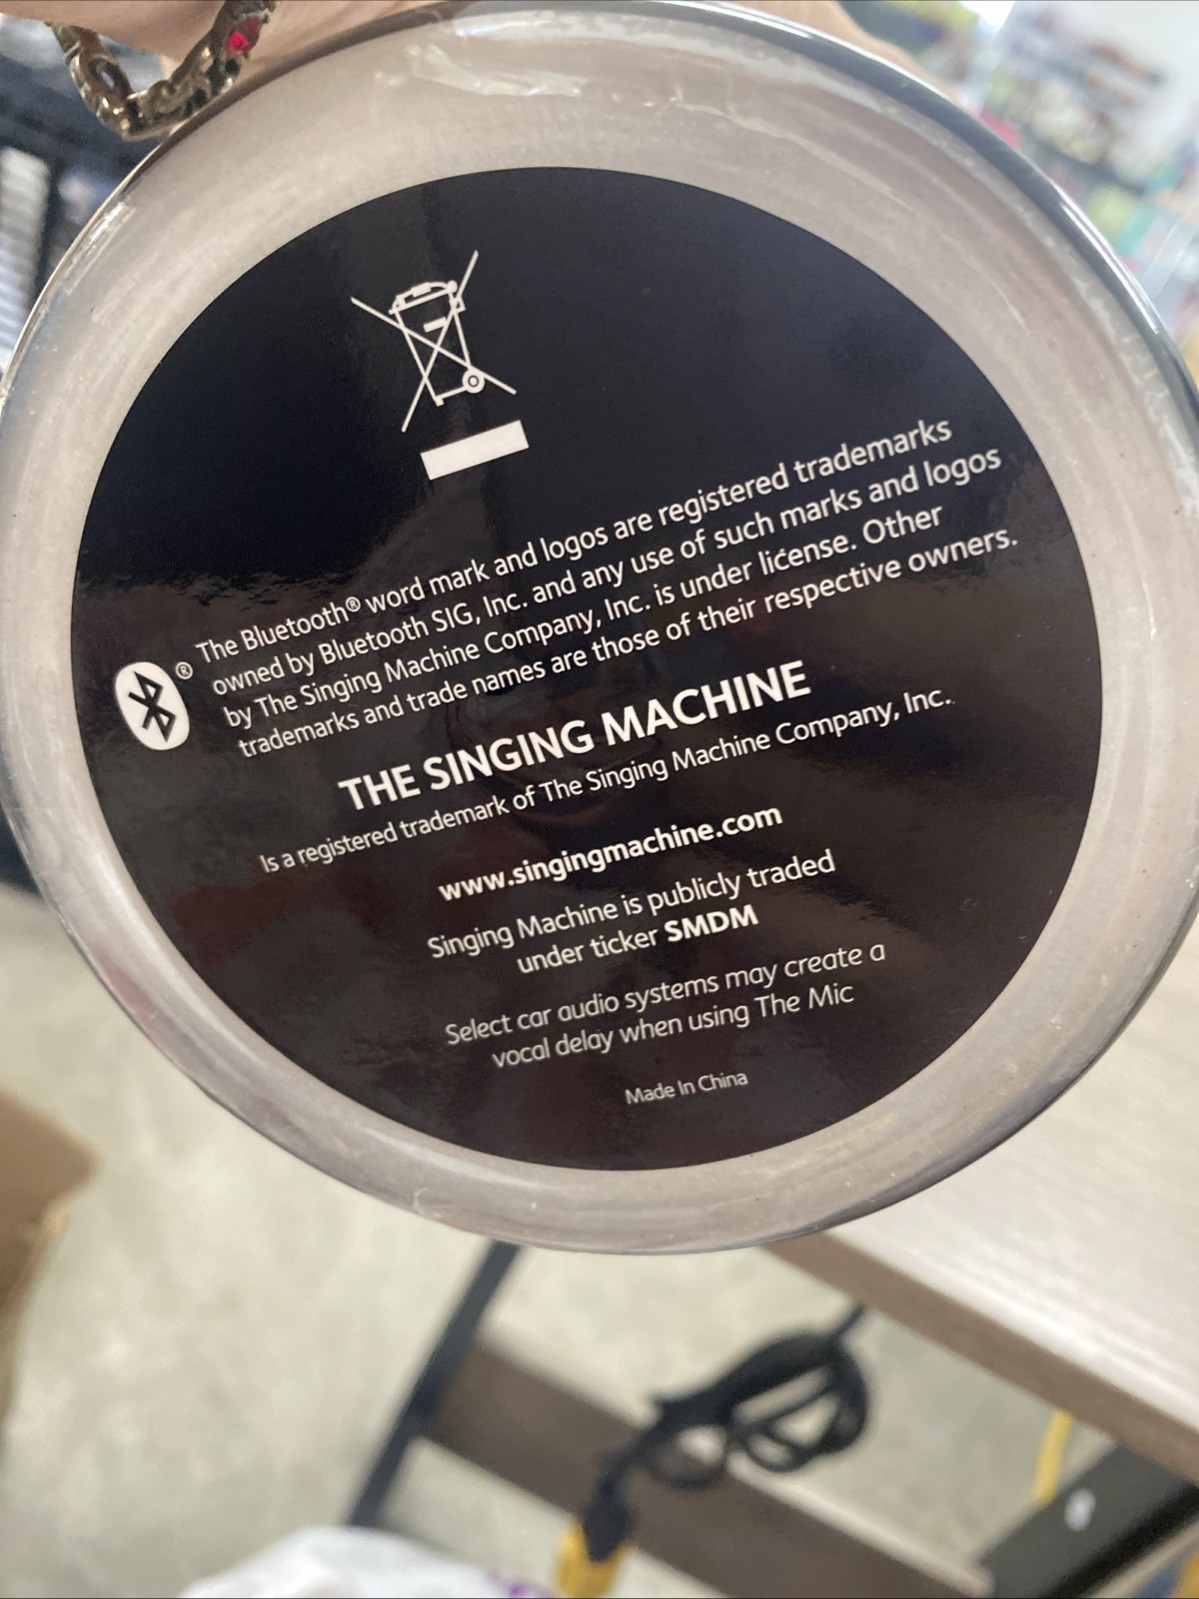 The Bluetooth® word mark and logos are registered trademarks
owned by Bluetooth SIG, Inc. and any use of such marks and logos
by The Singing Machine Company, Inc. is under license. Other
trademarks and trade names are those of their respective owners.
®
THE SINGING MACHINE
Is a registered trademark of The Singing Machine Company, Inc.
www.singingmachine.com
Singing Machine is publicly traded
under ticker SMDM
Select car audio systems may create a
vocal delay when using The Mic
Made In China